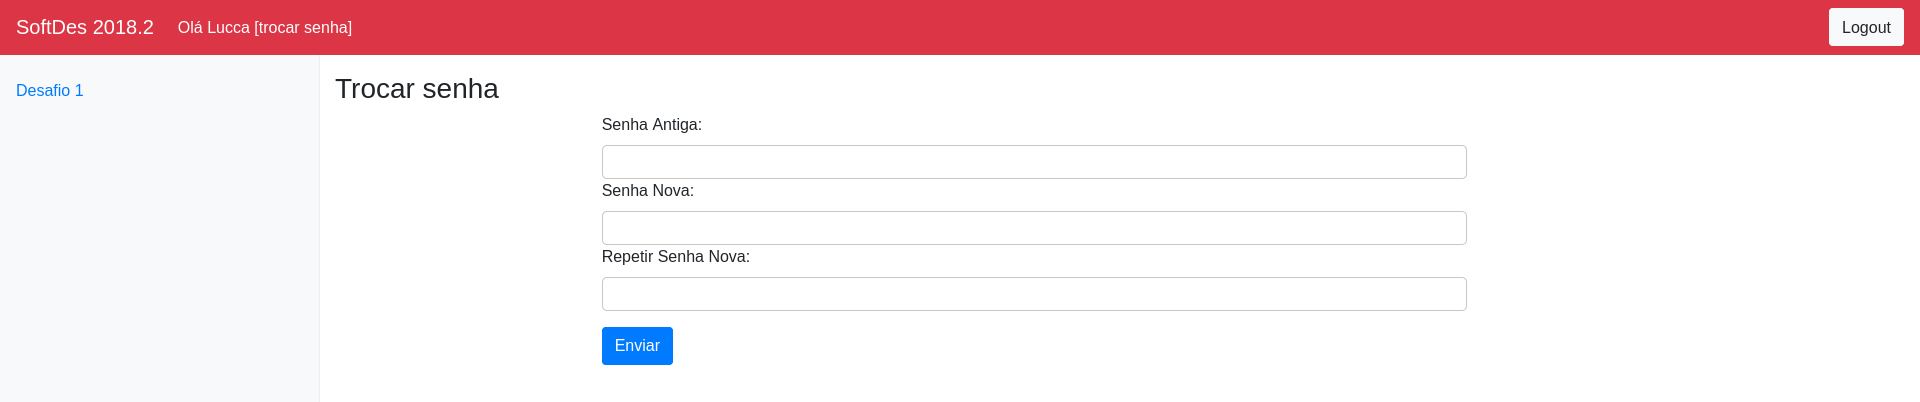 SoftDes 2018.2 Olá Lucca [trocar senha] Logout
Desafio 1
Trocar senha
Senha Antiga:
Senha Nova:
Repetir Senha Nova:
Enviar